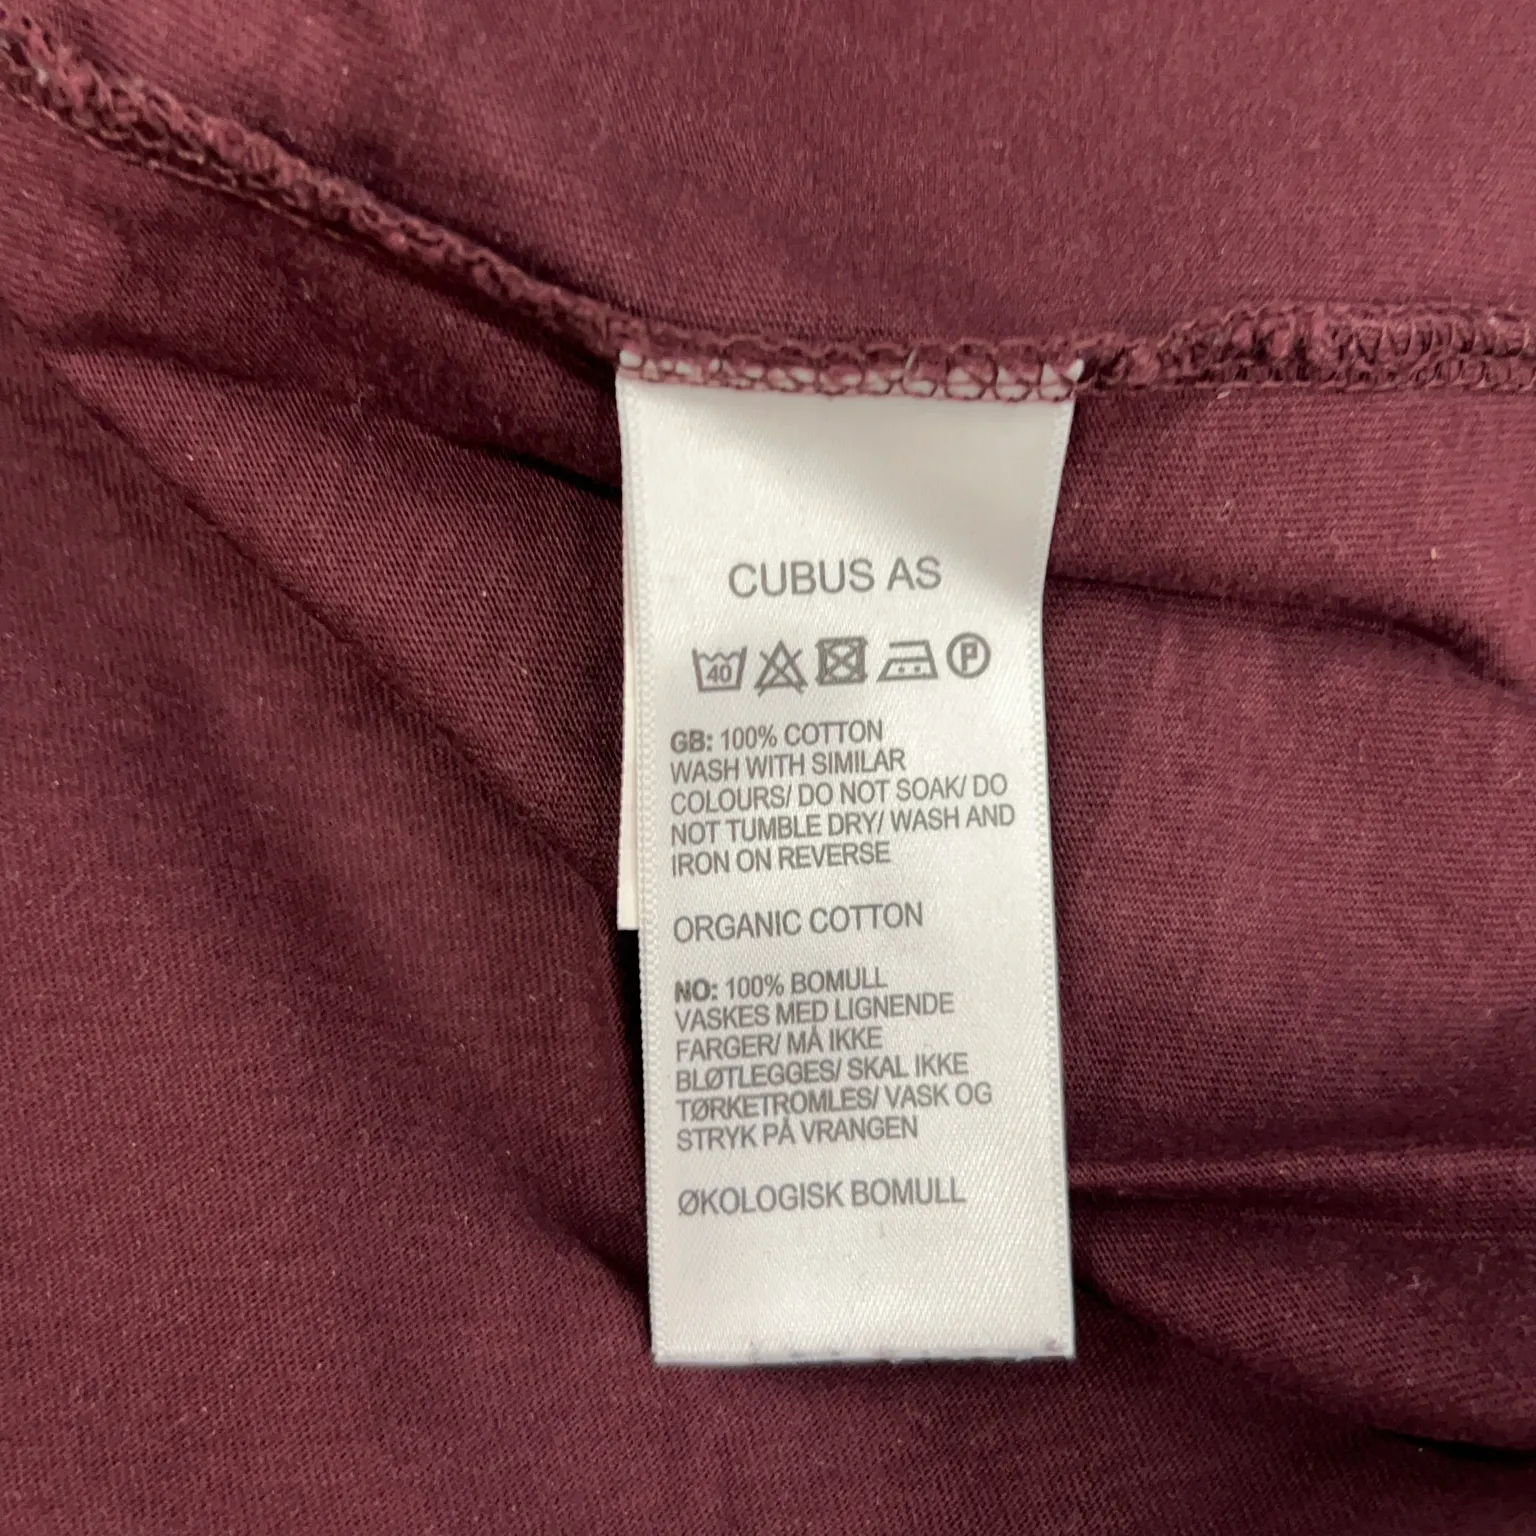 CUBUS AS
40 P
GB: 100% COTTON
WASH WITH SIMILAR
COLOURS/ DO NOT SOAK/ DO
NOT TUMBLE DRY/ WASH AND
IRON ON REVERSE
ORGANIC COTTON
NO: 100% BOMULL
VASKES MED LIGNENDE
FARGER/ MÅ IKKE
BLØTLEGGES/ SKAL IKKE
TØRKETROMLES/ VASK OG
STRYK PÅ VRANGEN
ØKOLOGISK BOMULL